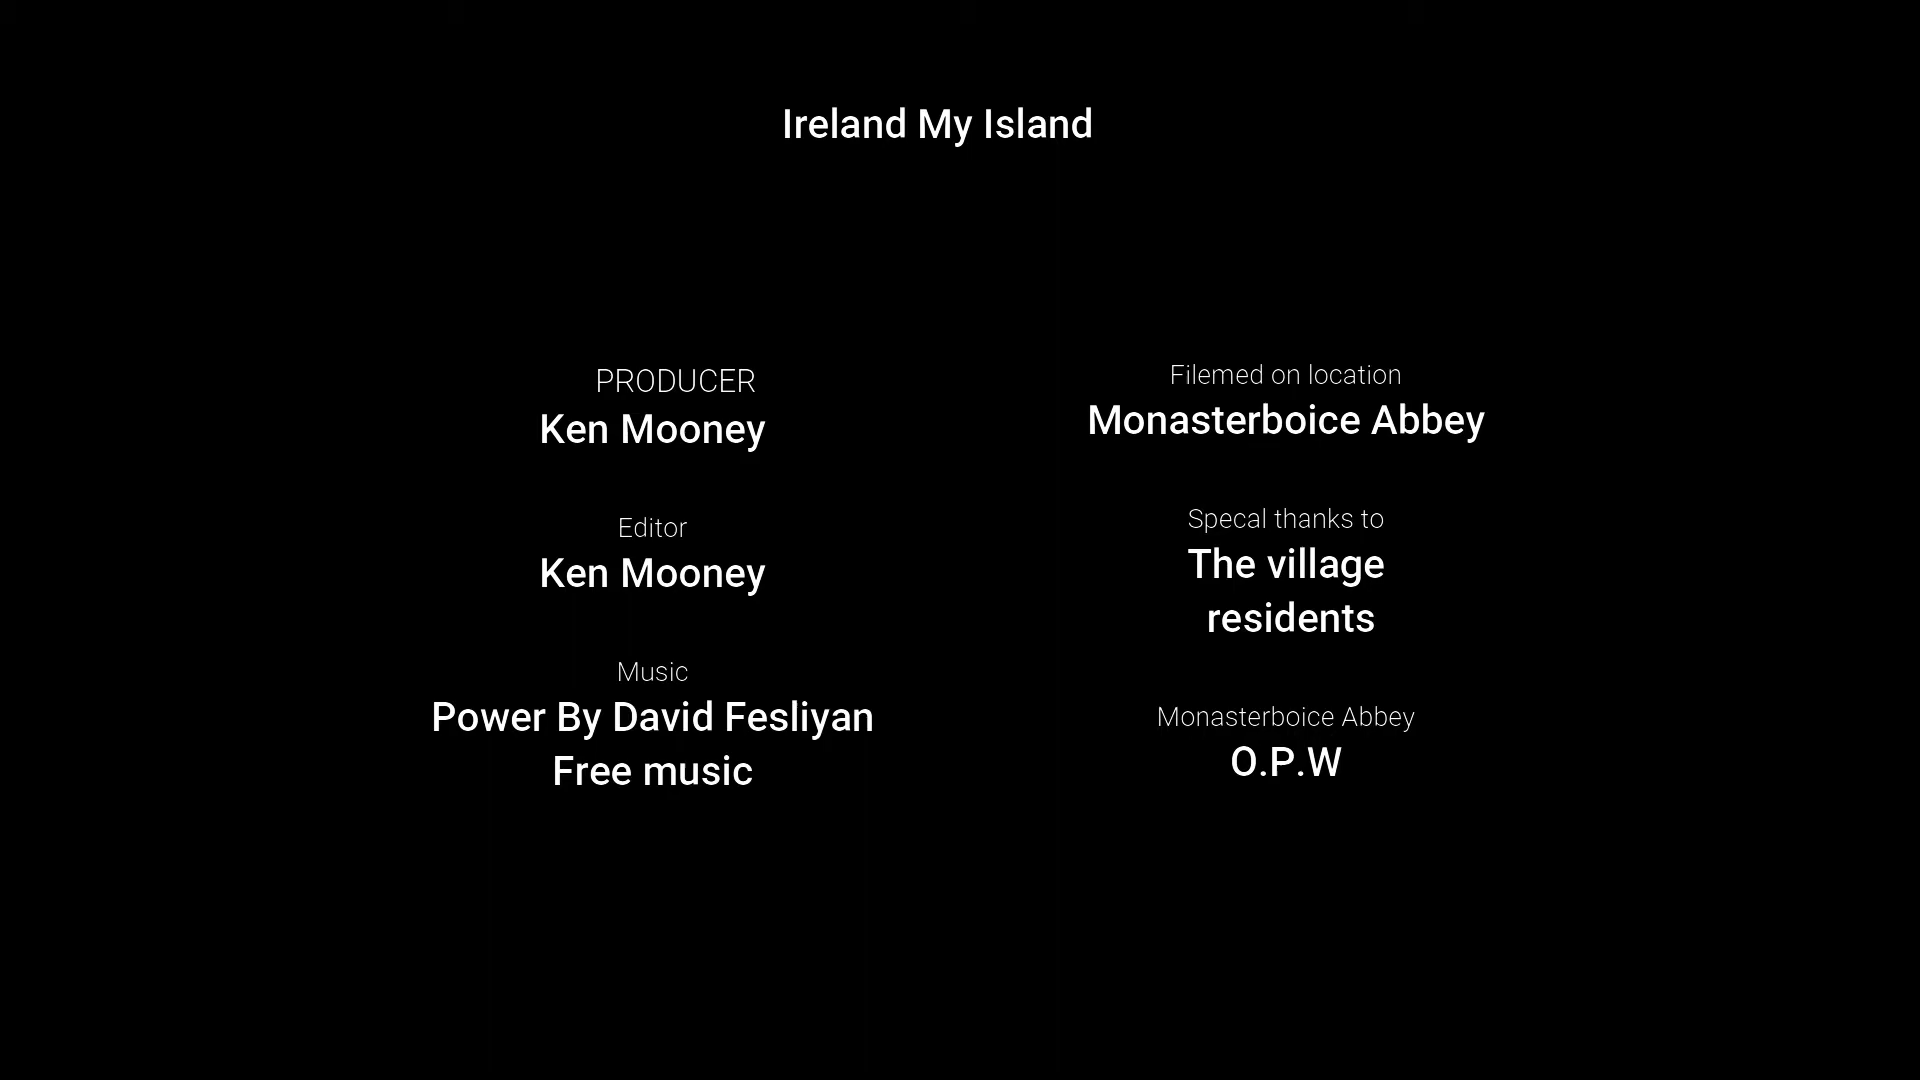 Ireland My Island
PRODUCER
Ken Mooney
Editor
Ken Mooney
Music
Power By David Fesliyan
Free music
Filemed on location
Monasterboice Abbey
Specal thanks to
The village
residents
Monasterboice Abbey
O.P.W